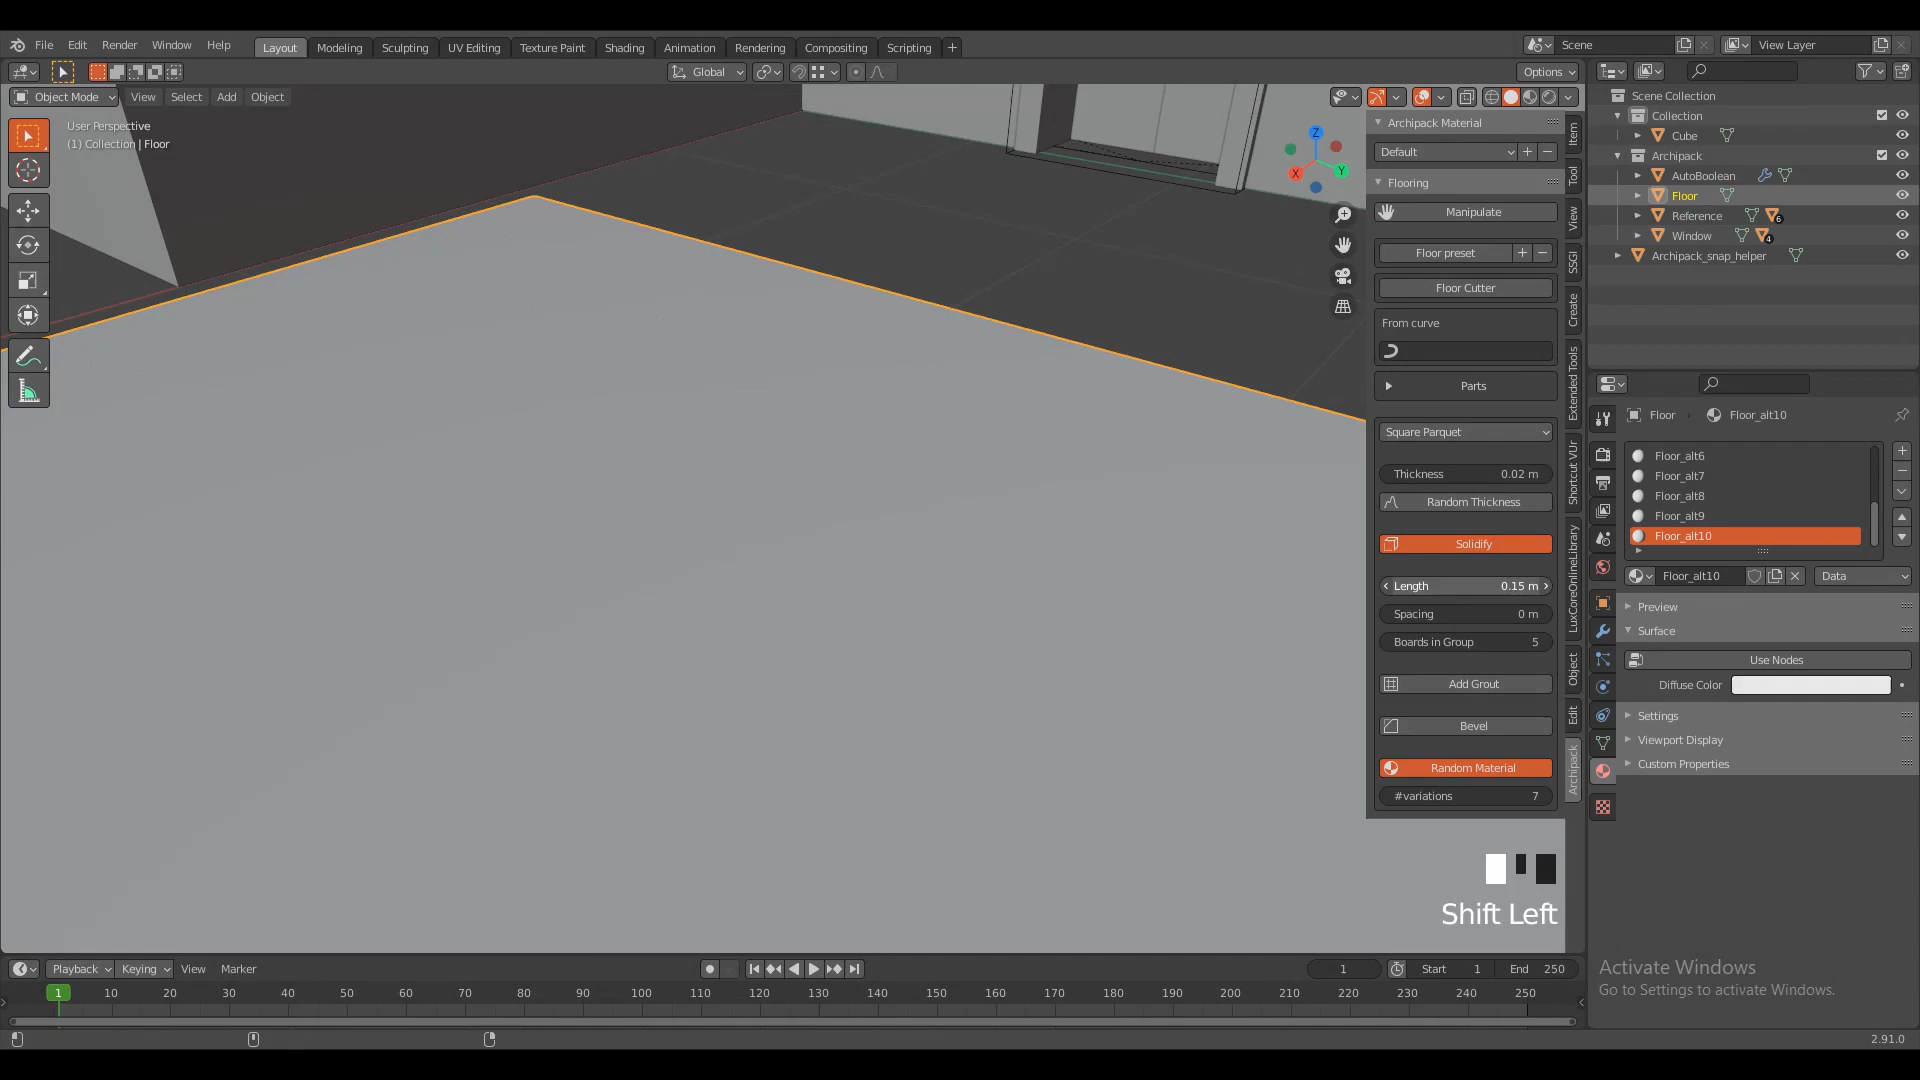 File Edit Render Window Help Layout Modeling Sculpting UV Editing Texture Paint Shading Animation Rendering Compositing Scripting + Scene View Layer
Global Options
Object Mode View Select Add Object
User Perspective
(1) Collection | Floor
Z
X
Y
Archipack Material
Default
Flooring
Manipulate
Floor preset
Floor Cutter
From curve
Parts
Square Parquet
Thickness 0.02 m
Random Thickness
Solidify
Length 0.15 m
Spacing 0 m
Boards in Group 5
Add Grout
Bevel
Random Material
#variations 7
Item
Tool
View
SSGI
Create
Extended Tools
Shortcut VUr
LuxCoreOnlineLibrary
Object
Edit
Archipack
Shift Left
Scene Collection
Collection
Cube
Archipack
AutoBoolean
Floor
Reference 6
Window 4
Archipack_snap_helper
Floor Floor_alt10
Floor_alt6
Floor_alt7
Floor_alt8
Floor_alt9
Floor_alt10
Floor_alt10 Data
Preview
Surface
Use Nodes
Diffuse Color
Settings
Viewport Display
Custom Properties
Activate Windows
Go to Settings to activate Windows.
Playback Keying View Marker 1 Start 1 End 250
1 10 20 30 40 50 60 70 80 90 100 110 120 130 140 150 160 170 180 190 200 210 220 230 240 250
2.91.0